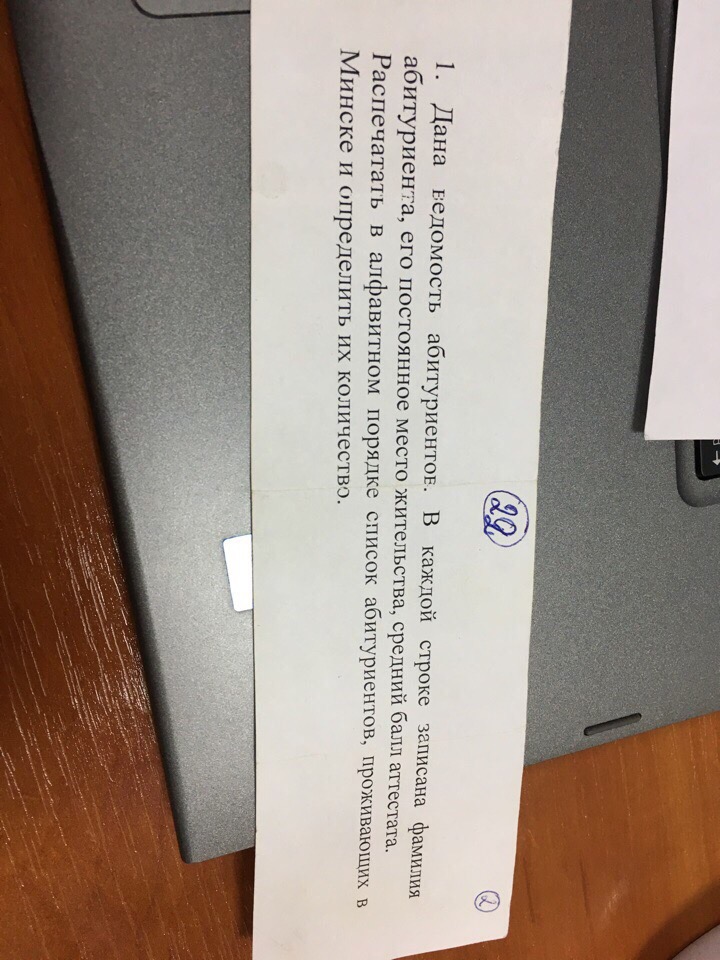 22
2
1. Дана ведомость абитуриентов. В каждой строке записана фамилия
абитуриента, его постоянное место жительства, средний балл аттестата.
Распечатать в алфавитном порядке список абитуриентов, проживающих в
Минске и определить их количество.